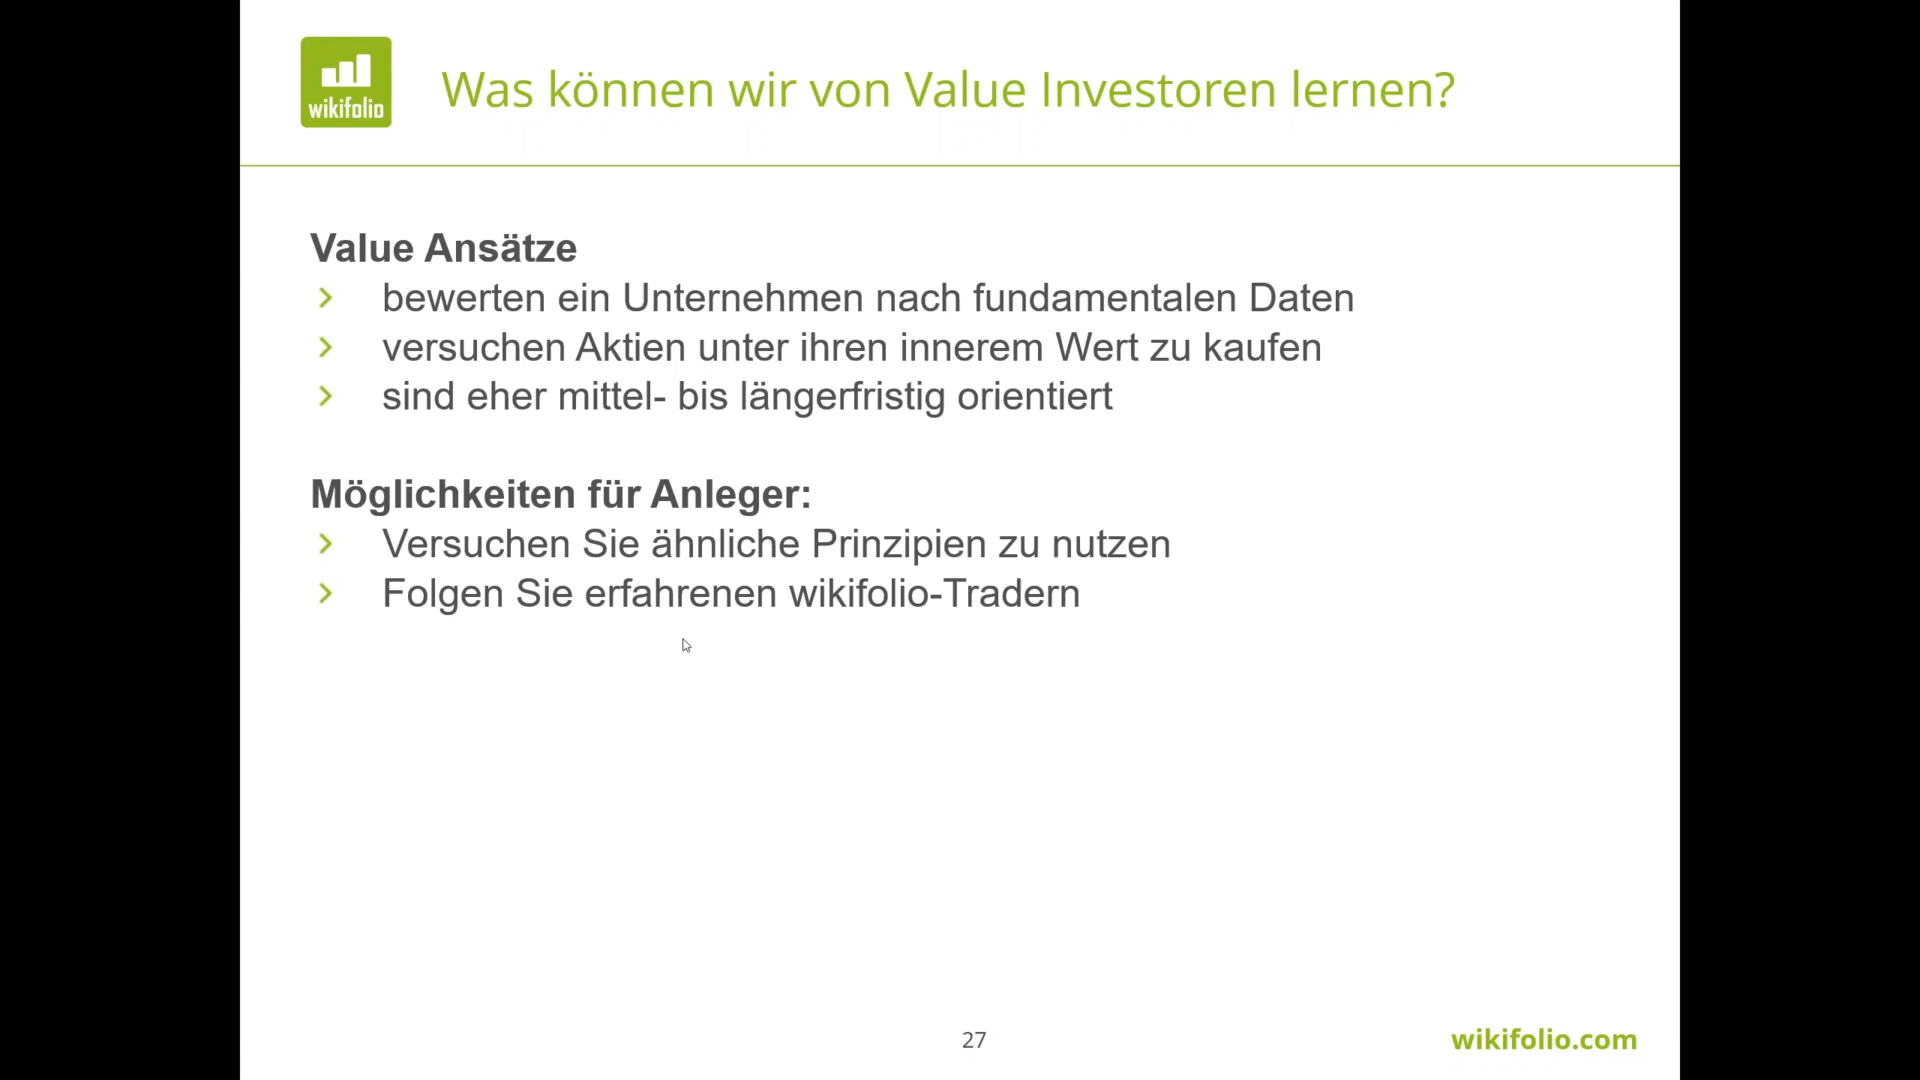 wikifolio
Was können wir von Value Investoren lernen?
Value Ansätze
bewerten ein Unternehmen nach fundamentalen Daten
versuchen Aktien unter ihren innerem Wert zu kaufen
sind eher mittel- bis längerfristig orientiert
Möglichkeiten für Anleger:
Versuchen Sie ähnliche Prinzipien zu nutzen
Folgen Sie erfahrenen wikifolio-Tradern
27
wikifolio.com